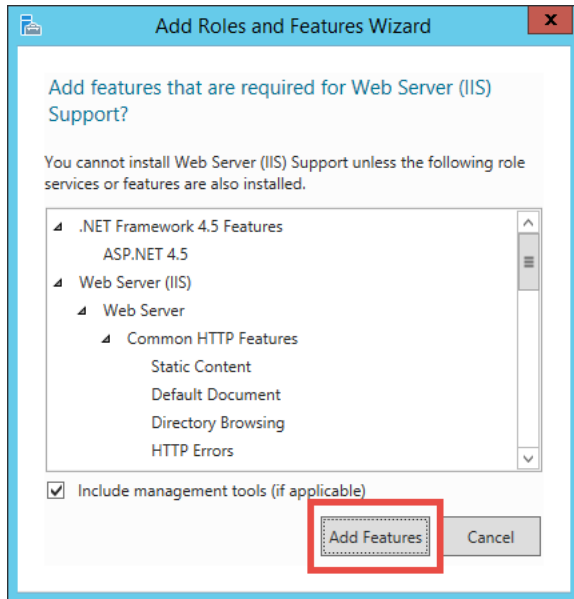 Add Roles and Features Wizard
x
Add features that are required for Web Server (IIS)
Support?
You cannot install Web Server (IIS) Support unless the following role
services or features are also installed.
.NET Framework 4.5 Features
ASP.NET 4.5
Web Server (IIS)
Web Server
Common HTTP Features
Static Content
Default Document
Directory Browsing
HTTP Errors
Include management tools (if applicable)
Add Features Cancel